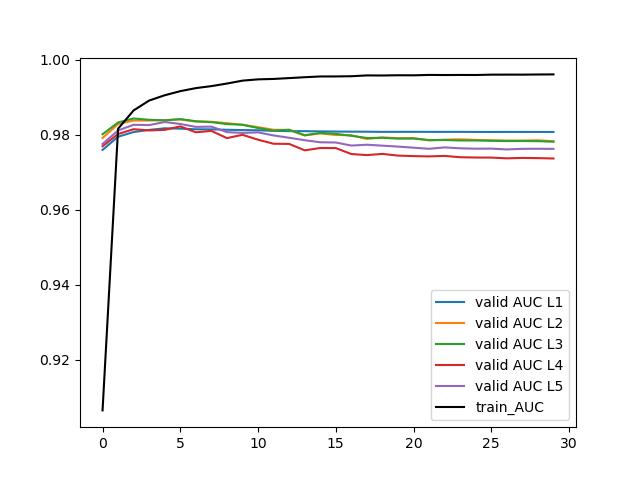 1.00
0.98
0.96
0.94
0.92
0 5 10 15 20 25 30
valid AUC L1
valid AUC L2
valid AUC L3
valid AUC L4
valid AUC L5
train_AUC